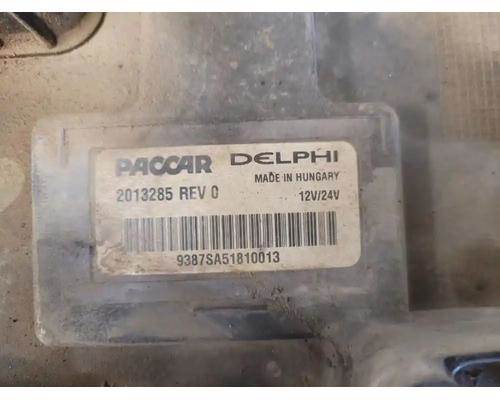 PACCAR DELPHI
MADE IN HUNGARY
2013285 REV 0 12V/24V
9387SA51810013